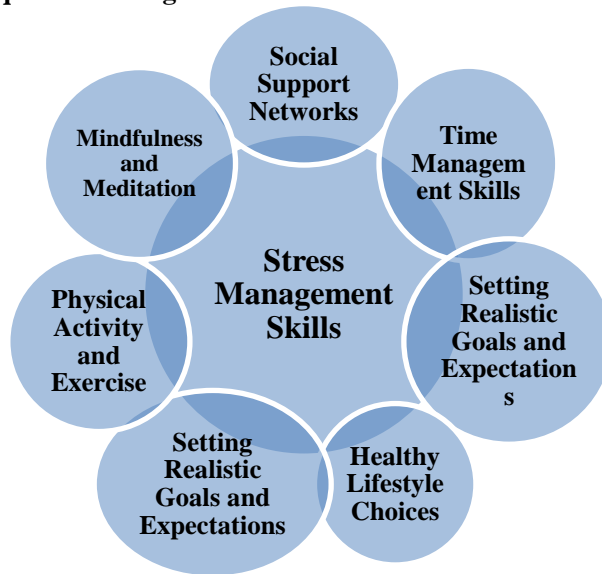 Social
Support
Networks
Time
Managem
ent Skills
Setting
Realistic
Goals and
Expectation
s
Healthy
Lifestyle
Choices
Setting
Realistic
Goals and
Expectations
Physical
Activity
and
Exercise
Mindfulness
and
Meditation
Stress
Management
Skills